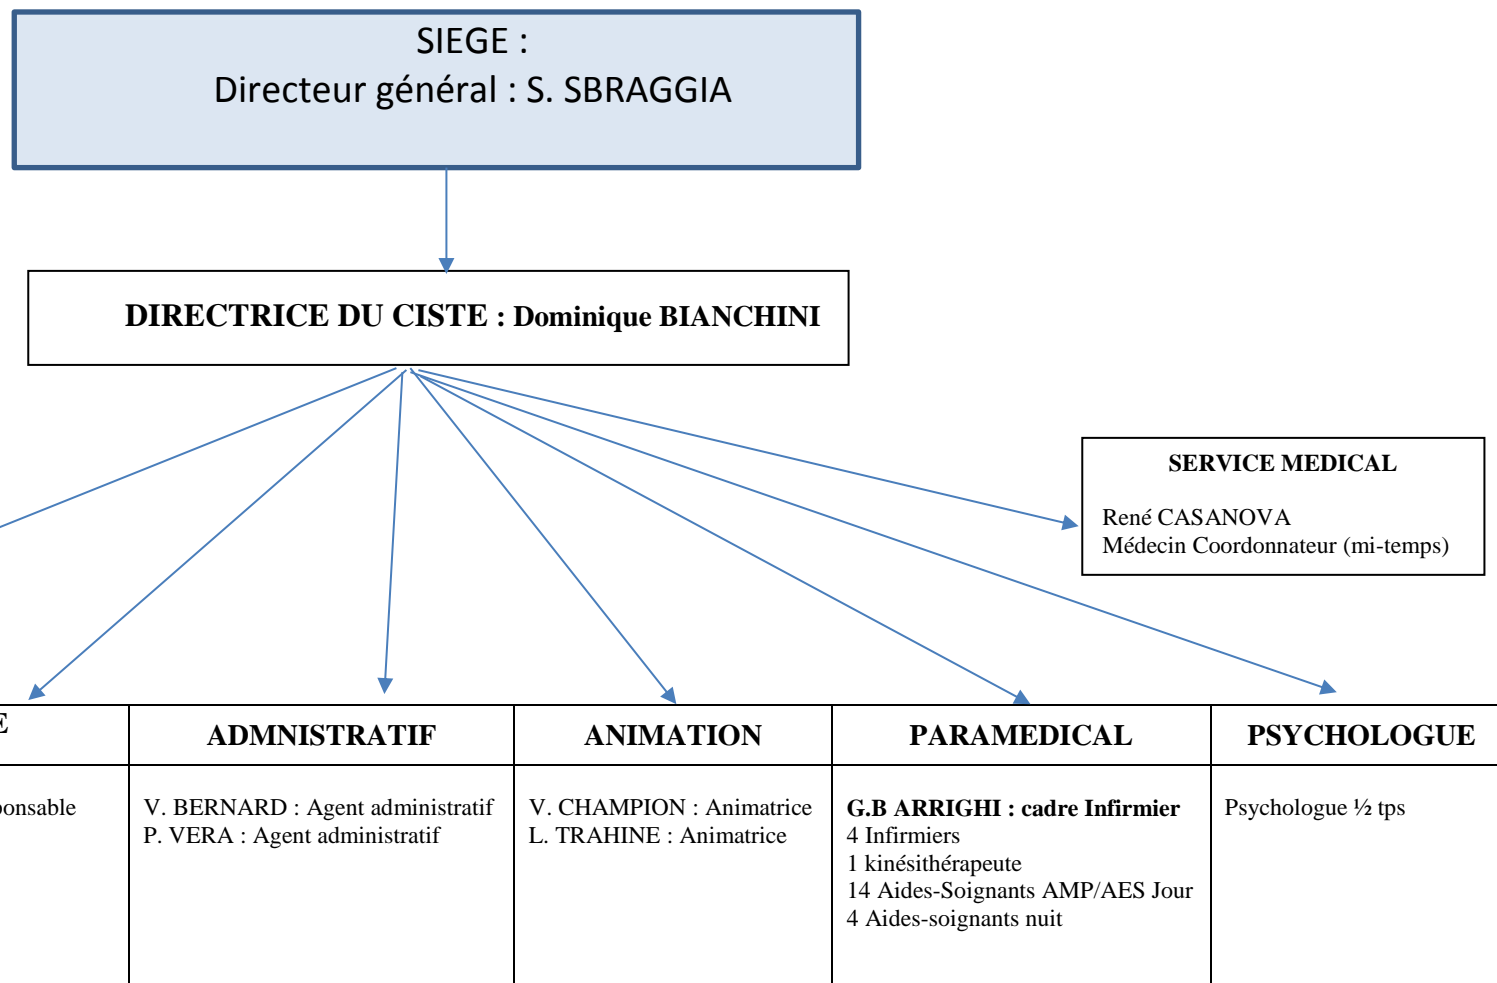 SIEGE :
Directeur général : S. SBRAGGIA
DIRECTRICE DU CISTE : Dominique BIANCHINI
SERVICE MEDICAL
René CASANOVA
Médecin Coordonnateur (mi-temps)
E
ponsable
ADMNISTRATIF
V. BERNARD : Agent administratif
P. VERA : Agent administratif
ANIMATION
V. CHAMPION : Animatrice
L. TRAHINE : Animatrice
PARAMEDICAL
G.B ARRIGHI : cadre Infirmier
4 Infirmiers
1 kinésithérapeute
14 Aides-Soignants AMP/AES Jour
4 Aides-soignants nuit
PSYCHOLOGUE
Psychologue ½ tps